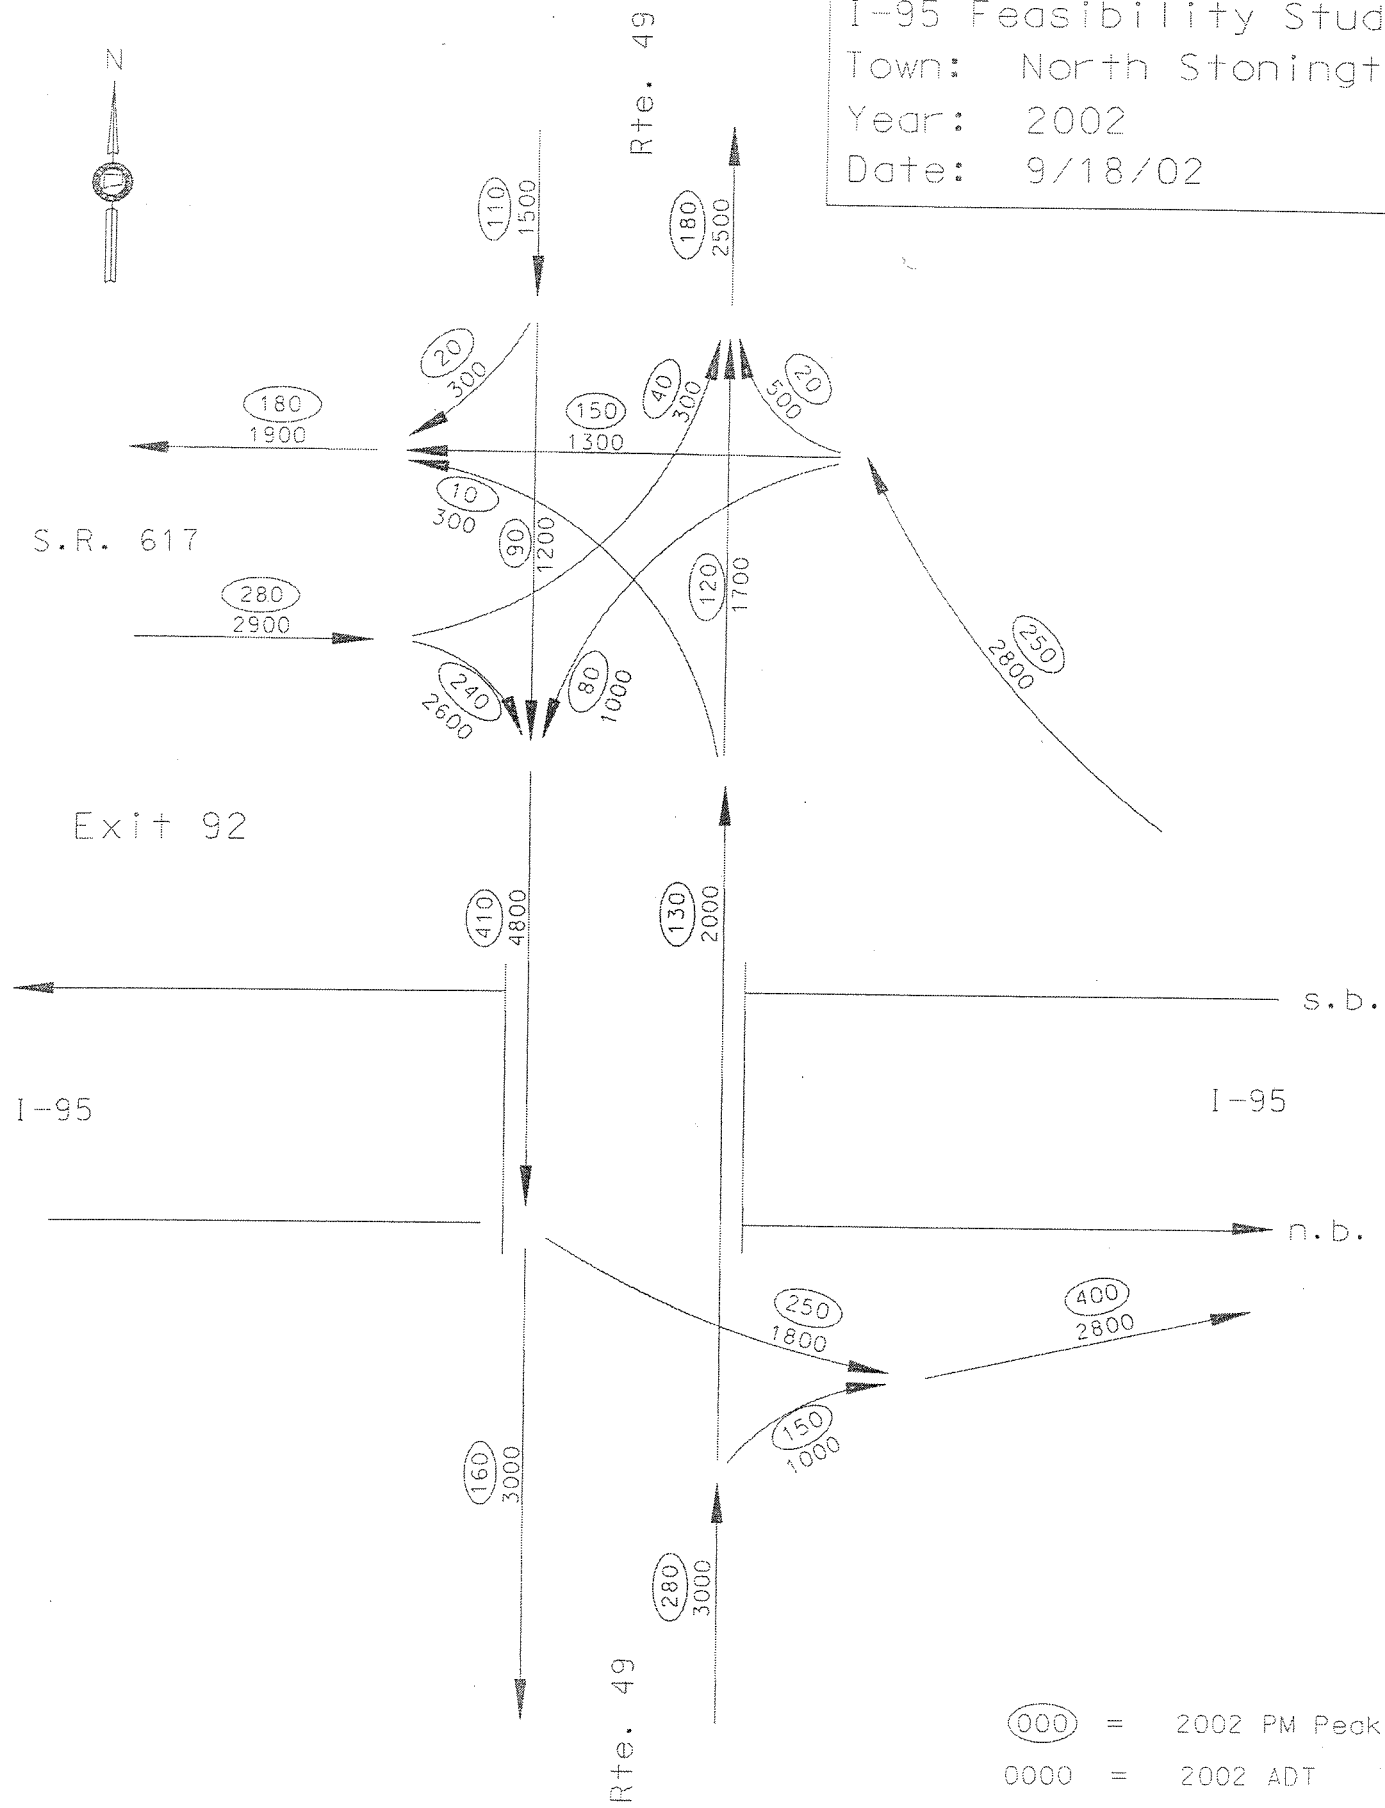 I-95 Feasibility Stud
Town: North Stoningt
Year: 2002
Date: 9/18/02
N
Rte. 49
110
1500
180
2500
20
300
40
300
20
500
180
1900
150
1300
10
300
90
1200
S.R. 617
280
2900
120
1700
250
2800
240
2600
80
1000
Exit 92
410
4800
130
2000
s.b.
I-95
I-95
n.b.
250
1800
400
2800
150
1000
160
3000
280
3000
Rte. 49
000 = 2002 PM Peak
0000 = 2002 ADT